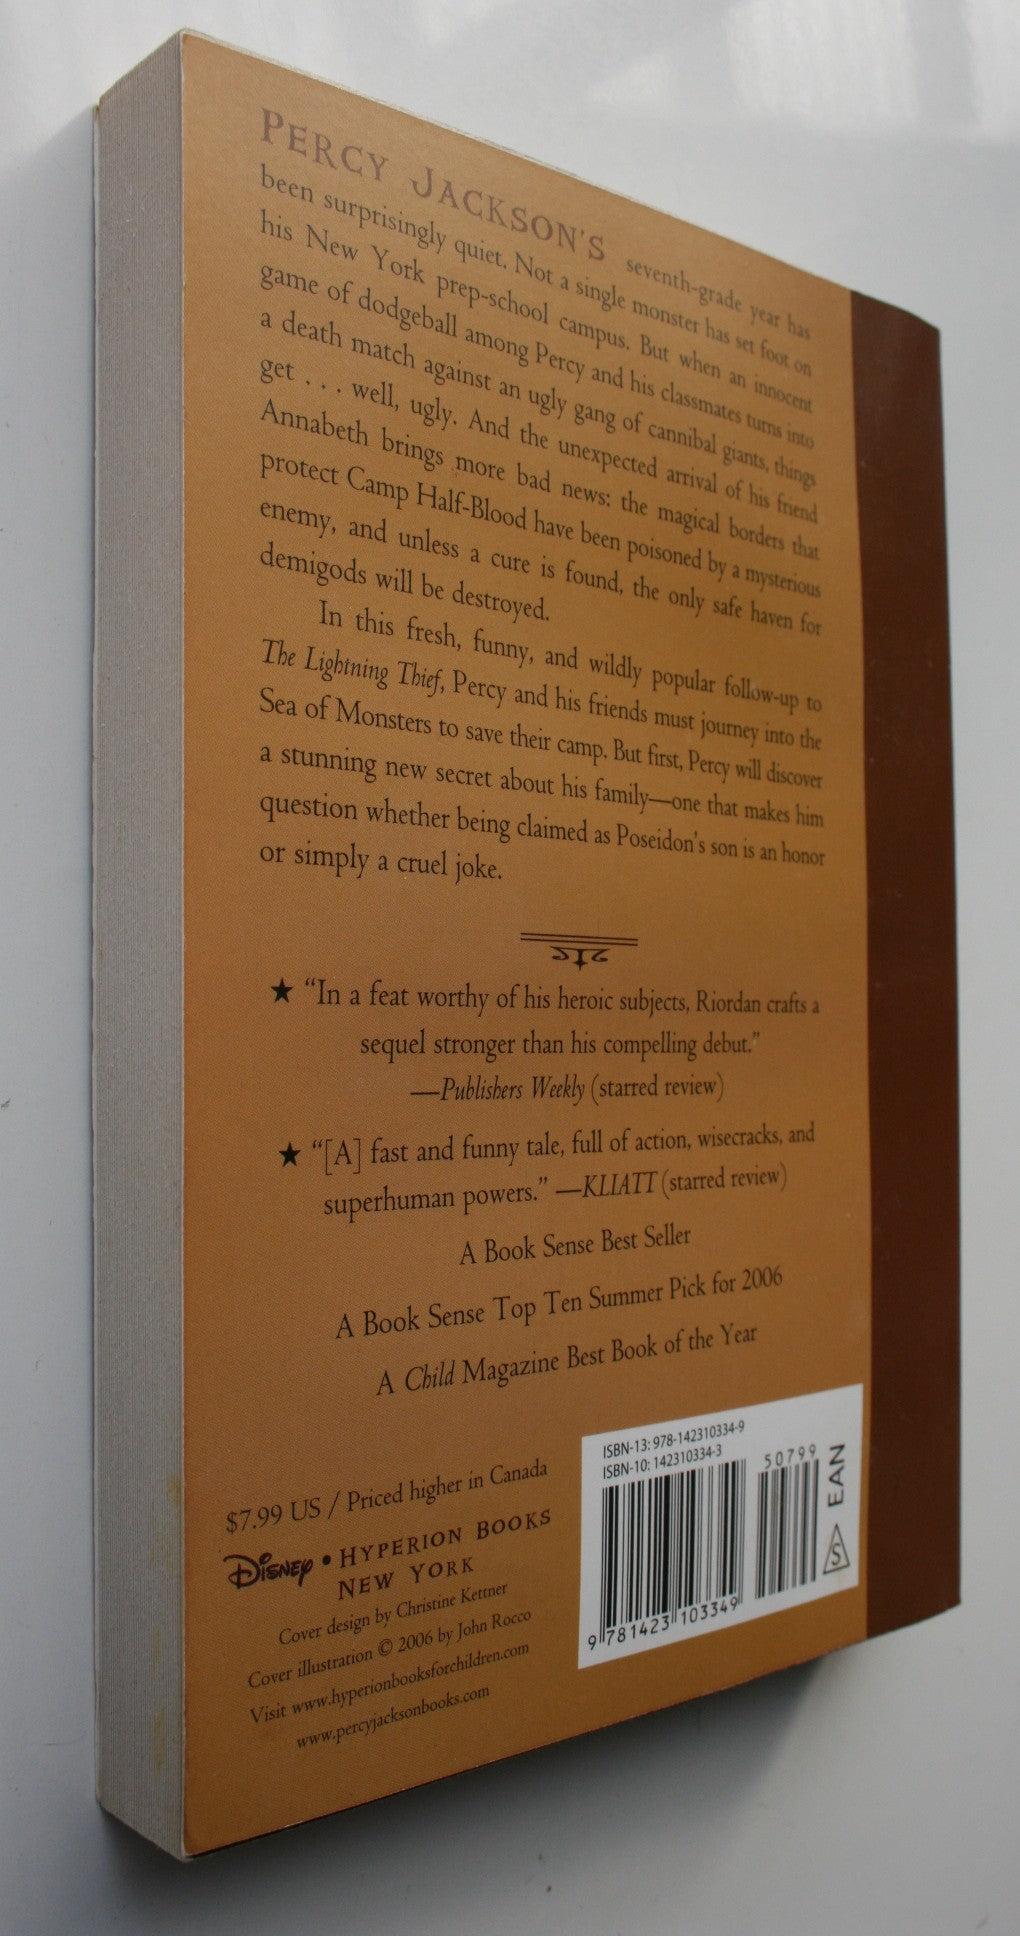 PERCY JACKSON'S seventh-grade year has
been surprisingly quiet. Not a single monster has set foot on
his New York prep-school campus. But when an innocent
game of dodgeball among Percy and his classmates turns into
a death match against an ugly gang of cannibal giants, things
get . . . well, ugly. And the unexpected arrival of his friend
Annabeth brings more bad news: the magical borders that
protect Camp Half-Blood have been poisoned by a mysterious
enemy, and unless a cure is found, the only safe haven for
demigods will be destroyed.
In this fresh, funny, and wildly popular follow-up to
The Lightning Thief, Percy and his friends must journey into the
Sea of Monsters to save their camp. But first, Percy will discover
a stunning new secret about his family—one that makes him
question whether being claimed as Poseidon's son is an honor
or simply a cruel joke.
★ “In a feat worthy of his heroic subjects, Riordan crafts a
sequel stronger than his compelling debut.”
—Publishers Weekly (starred review)
★ “[A] fast and funny tale, full of action, wisecracks, and
superhuman powers.” —KLIATT (starred review)
A Book Sense Best Seller
A Book Sense Top Ten Summer Pick for 2006
A Child Magazine Best Book of the Year
$7.99 US / Priced higher in Canada
DISNEY • HYPERION BOOKS
NEW YORK
Cover design by Christine Kettner
Cover illustration © 2006 by John Rocco
Visit www.hyperionbooksforchildren.com
www.percyjacksonbooks.com
ISBN-13: 978-142310334-9
ISBN-10: 142310334-3
50799
EAN
S
9 781423 103349